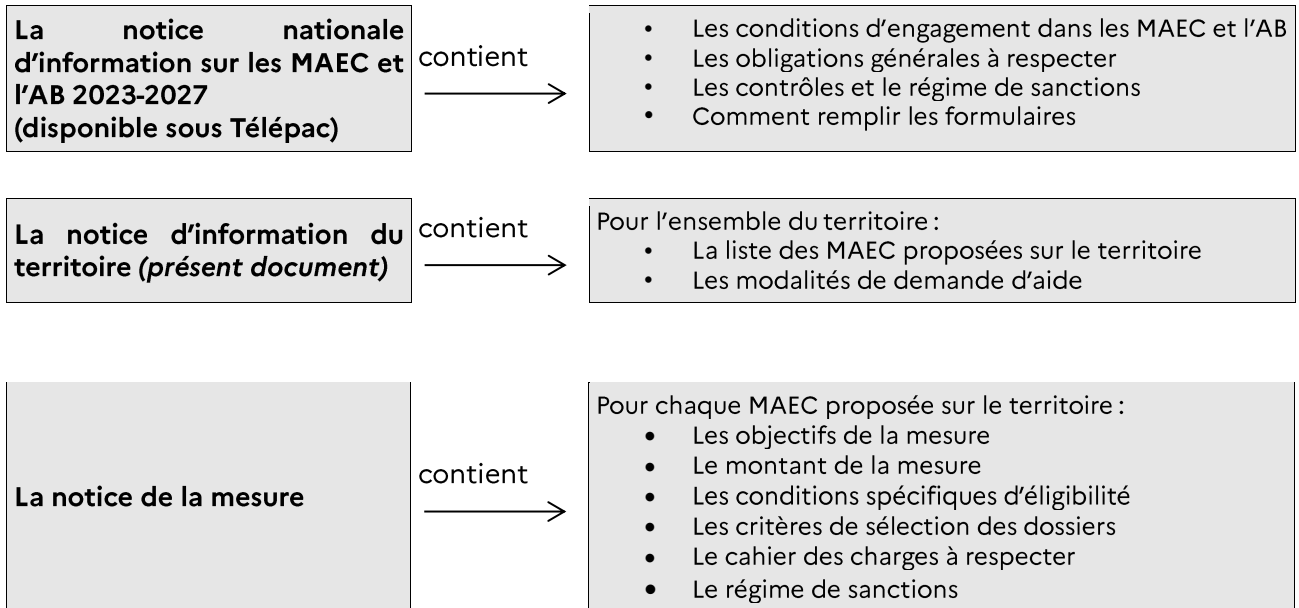 La notice nationale
d’information sur les MAEC et
l’AB 2023-2027
(disponible sous Télépac)
contient
• Les conditions d’engagement dans les MAEC et l’AB
• Les obligations générales à respecter
• Les contrôles et le régime de sanctions
• Comment remplir les formulaires
La notice d’information du
territoire (présent document)
contient
Pour l’ensemble du territoire :
• La liste des MAEC proposées sur le territoire
• Les modalités de demande d’aide
La notice de la mesure
contient
Pour chaque MAEC proposée sur le territoire :
• Les objectifs de la mesure
• Le montant de la mesure
• Les conditions spécifiques d’éligibilité
• Les critères de sélection des dossiers
• Le cahier des charges à respecter
• Le régime de sanctions